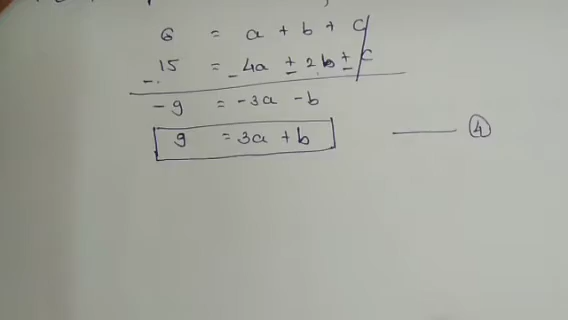 6 = a + b + c
- 15 = - 4a ± 2b ± c
- 9 = - 3a - b
9 = 3a + b ——— ④